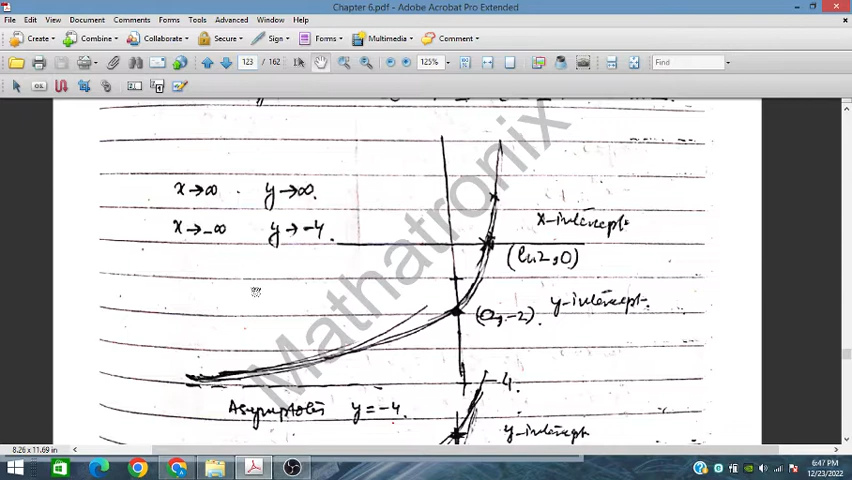 Chapter 6.pdf - Adobe Acrobat Pro Extended
File Edit View Document Comments Forms Tools Advanced Window Help
Create Combine Collaborate Secure Sign Forms Multimedia Comment
123 / 162 125% Find
x→∞ . y→∞.
x→-∞ y→-4.
x-intercept
(ln2,0)
y-intercept.
(0,-2).
-4.
Asymptotes y=-4.
y-intercept
Mathatronix
8.26 x 11.69 in
6:47 PM
12/23/2022